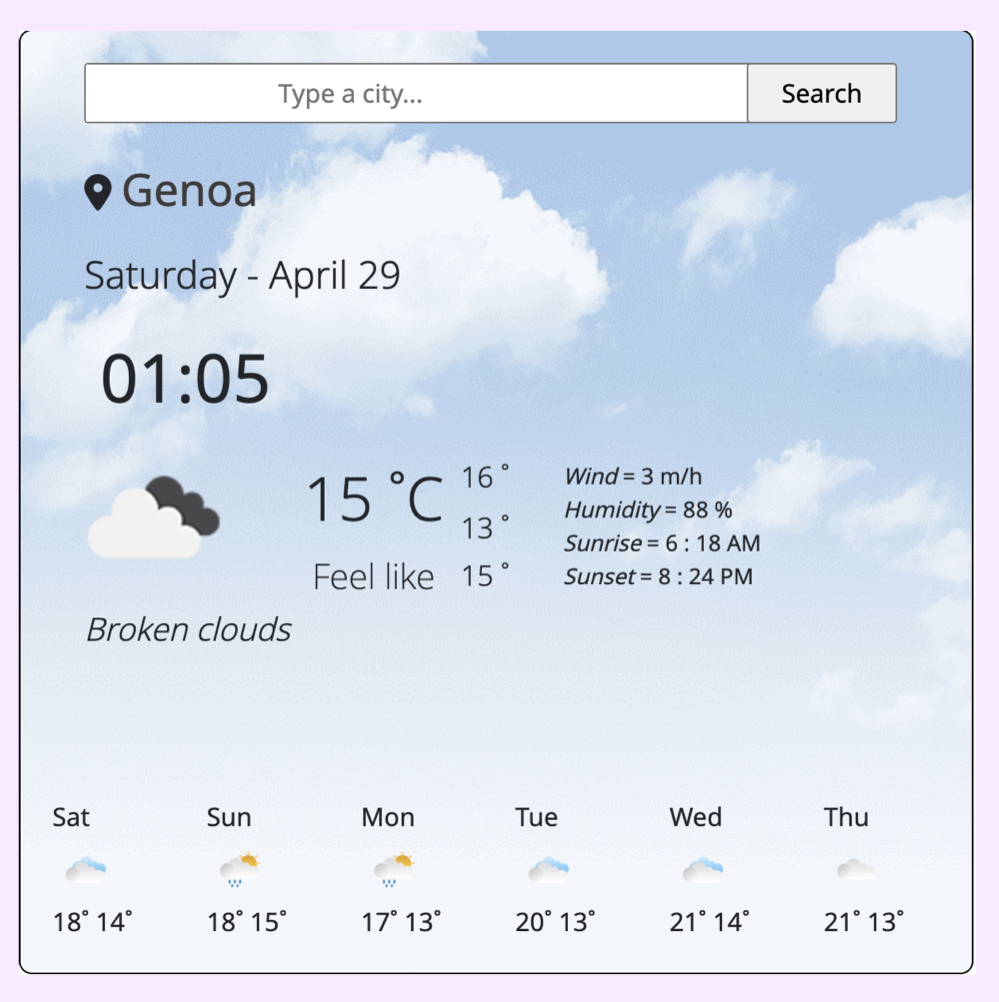 Type a city... Search
Genoa
Saturday - April 29
01:05
15 °C 16 °
13 °
Feel like 15 °
Wind = 3 m/h
Humidity = 88 %
Sunrise = 6 : 18 AM
Sunset = 8 : 24 PM
Broken clouds
Sat Sun Mon Tue Wed Thu
18° 14° 18° 15° 17° 13° 20° 13° 21° 14° 21° 13°